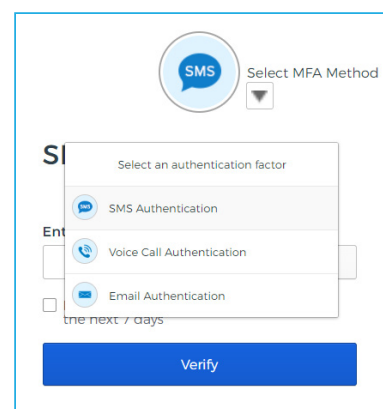 SMS
Select MFA Method
Select an authentication factor
SMS
SMS Authentication
Voice Call Authentication
Email Authentication
the next 7 days
Verify